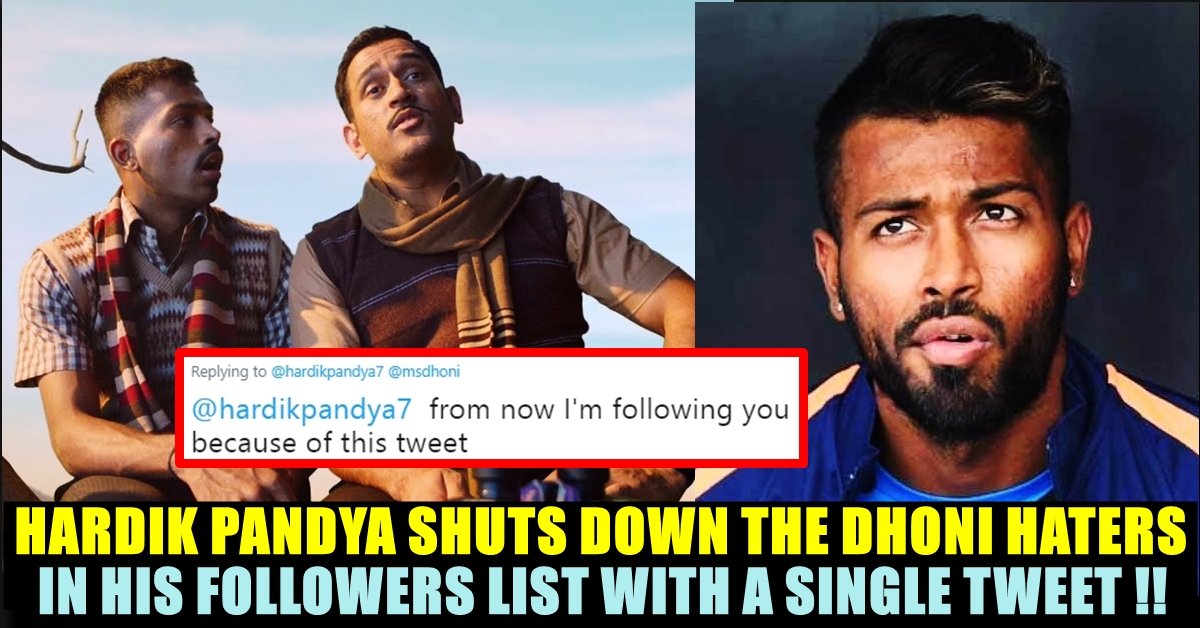 Replying to @hardikpandya7 @msdhoni
@hardikpandya7 from now I'm following you
because of this tweet
HARDIK PANDYA SHUTS DOWN THE DHONI HATERS
IN HIS FOLLOWERS LIST WITH A SINGLE TWEET !!